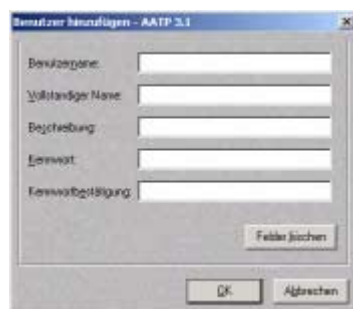 Benutzer hinzufügen - AATP 3.1
Benutzername:
Vollständiger Name:
Beschreibung:
Kennwort:
Kennwortbestätigung:
Felder löschen
OK
Abbrechen